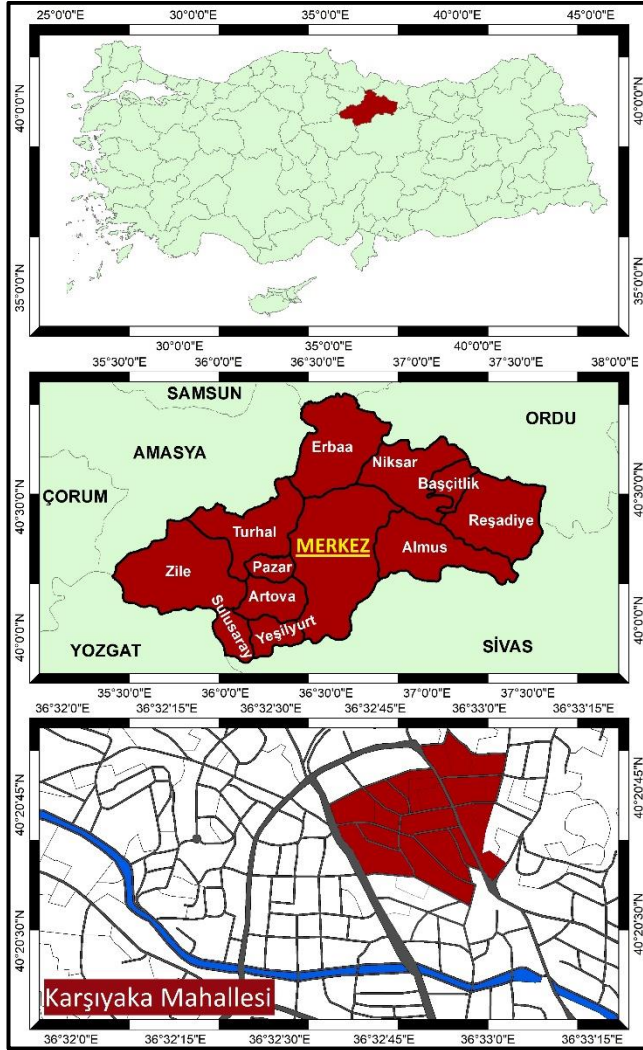 25°0'0"E 30°0'0"E 35°0'0"E 40°0'0"E 45°0'0"E
40°0'0"N
40°0'0"N
35°0'0"N
35°0'0"N
30°0'0"E 35°0'0"E 40°0'0"E
35°30'0"E 36°0'0"E 36°30'0"E 37°0'0"E 37°30'0"E 38°0'0"E
SAMSUN
ORDU
Erbaa
AMASYA
Niksar
Başçitlik
ÇORUM
40°30'0"N
40°30'0"N
Reşadiye
Turhal
MERKEZ
Almus
Pazar
Zile
Artova
Sulusaray
Yeşilyurt
40°0'0"N
40°0'0"N
YOZGAT
SİVAS
35°30'0"E 36°0'0"E 36°30'0"E 37°0'0"E 37°30'0"E
36°32'0"E 36°32'15"E 36°32'30"E 36°32'45"E 36°33'0"E 36°33'15"E
40°20'45"N
40°20'45"N
40°20'30"N
40°20'30"N
Karşıyaka Mahallesi
36°32'0"E 36°32'15"E 36°32'30"E 36°32'45"E 36°33'0"E 36°33'15"E